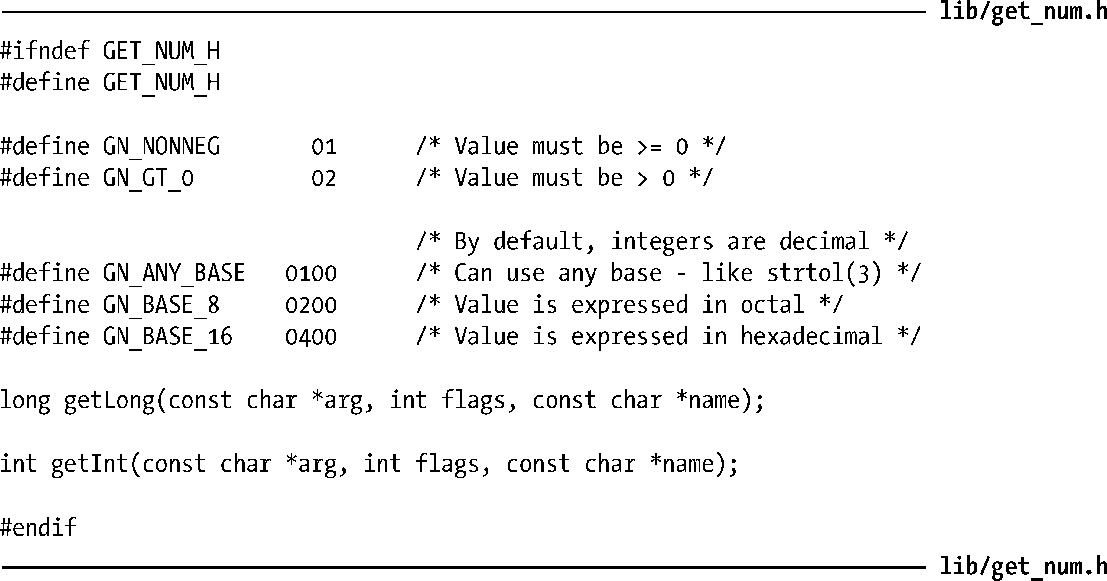 lib/get_num.h
#ifndef GET_NUM_H
#define GET_NUM_H
#define GN_NONNEG 01 /* Value must be >= 0 */
#define GN_GT_0 02 /* Value must be > 0 */
/* By default, integers are decimal */
#define GN_ANY_BASE 0100 /* Can use any base - like strtol(3) */
#define GN_BASE_8 0200 /* Value is expressed in octal */
#define GN_BASE_16 0400 /* Value is expressed in hexadecimal */
long getLong(const char *arg, int flags, const char *name);
int getInt(const char *arg, int flags, const char *name);
#endif
lib/get_num.h